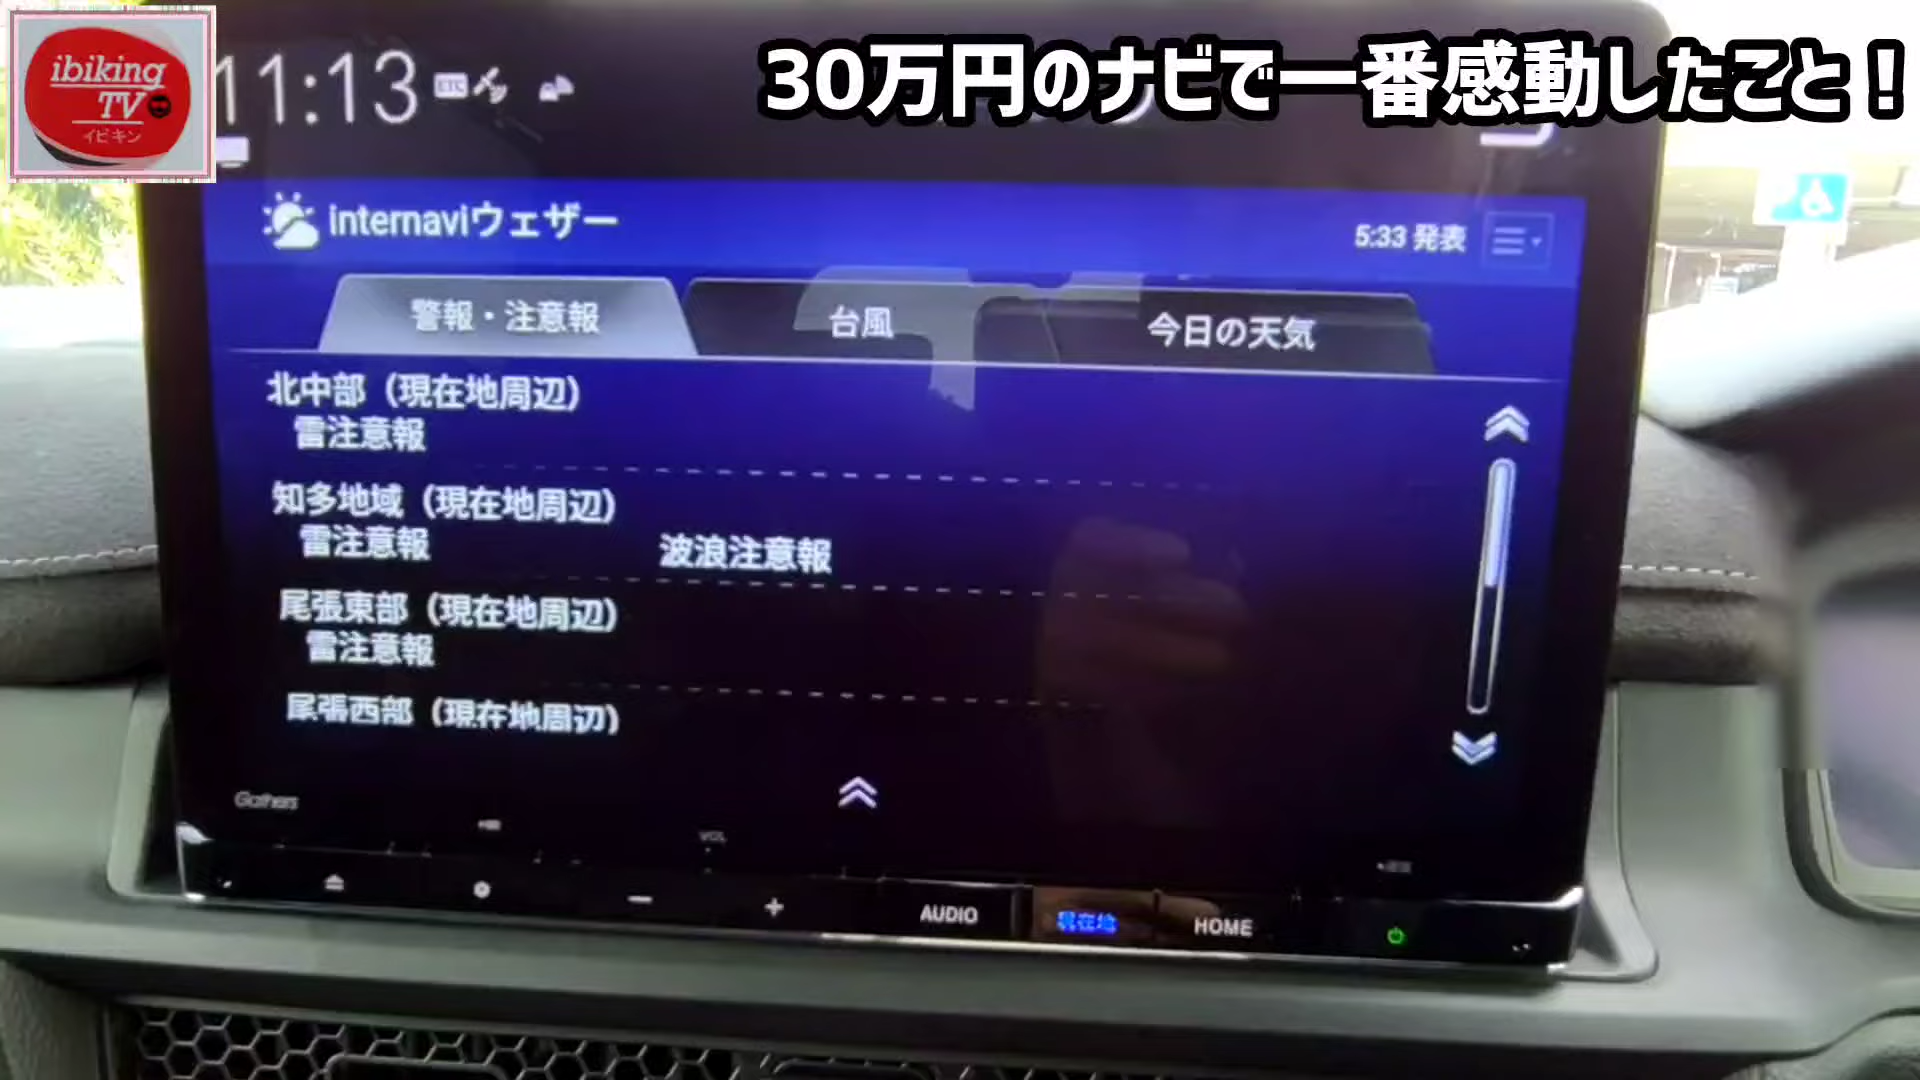 ibiking
TV
イビキン
30万円のナビで一番感動したこと！
11:13
ETC
internaviウェザー
5:33 発表
警報・注意報
台風
今日の天気
北中部（現在地周辺）
雷注意報
知多地域（現在地周辺）
雷注意報
波浪注意報
尾張東部（現在地周辺）
雷注意報
尾張西部（現在地周辺）
Gathers
VOL
AUDIO
現在地
HOME